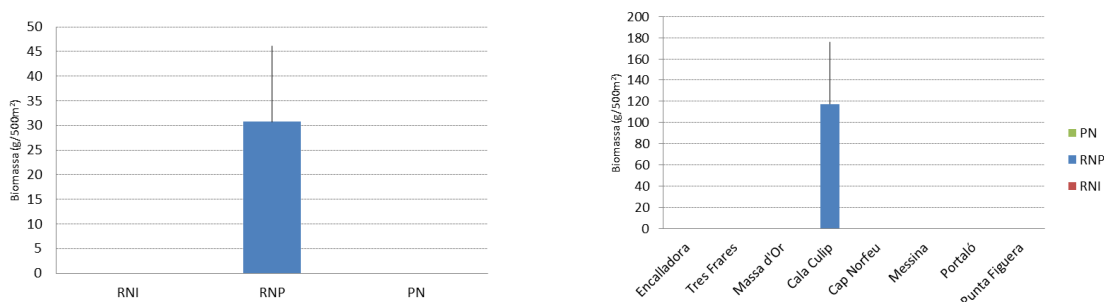 50
45
40
35
30
25
20
15
10
5
0
Biomassa (g/500m²)
RNI RNP PN
200
180
160
140
120
100
80
60
40
20
0
Biomassa (g/500m²)
Encalladora
Tres Frares
Massa d'Or
Cala Culip
Cap Norfeu
Messina
Portaló
Punta Figuera
PN
RNP
RNI